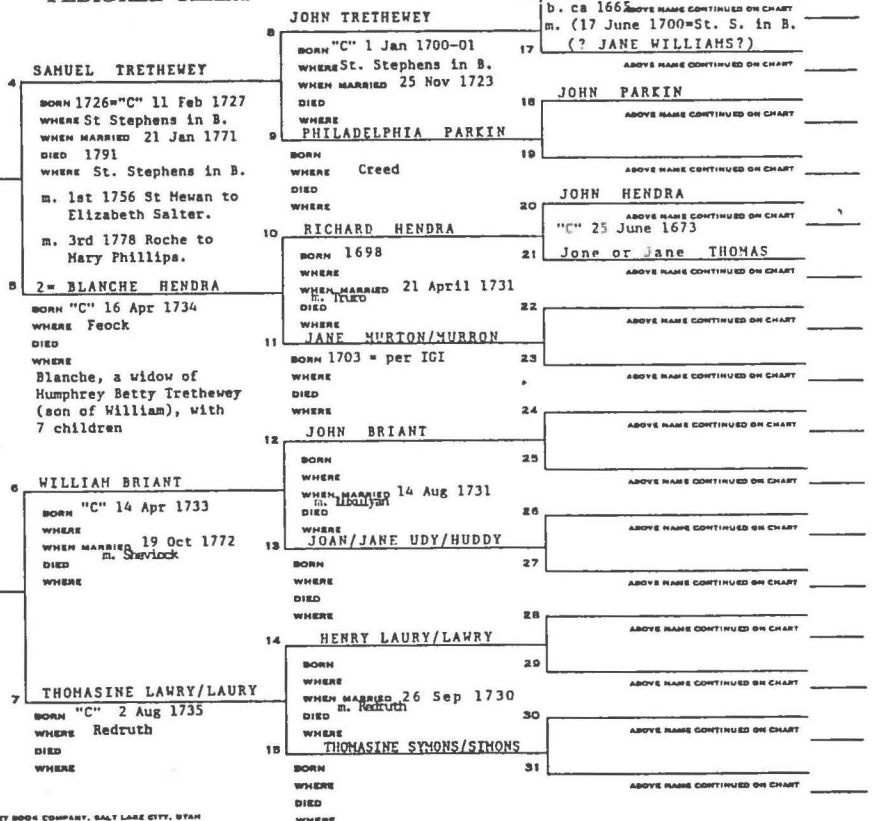 8 JOHN TRETHEWEY
BORN "C" 1 Jan 1700-01
WHERE St. Stephens in B.
WHEN MARRIED 25 Nov 1723
DIED
WHERE
9 PHILADELPHIA PARKIN
BORN
WHERE Creed
DIED
WHERE
b. ca 1665 ABOVE NAME CONTINUED ON CHART
m. (17 June 1700=St. S. in B.
17 (? JANE WILLIAMS?)
ABOVE NAME CONTINUED ON CHART
4 SAMUEL TRETHEWEY
BORN 1726="C" 11 Feb 1727
WHERE St Stephens in B.
WHEN MARRIED 21 Jan 1771
DIED 1791
WHERE St. Stephens in B.
m. 1st 1756 St Mewan to
Elizabeth Salter.
m. 3rd 1778 Roche to
Mary Phillips.
18 JOHN PARKIN
ABOVE NAME CONTINUED ON CHART
19
ABOVE NAME CONTINUED ON CHART
5 2= BLANCHE HENDRA
BORN "C" 16 Apr 1734
WHERE Feock
DIED
WHERE
Blanche, a widow of
Humphrey Betty Trethewey
(son of William), with
7 children
10 RICHARD HENDRA
BORN 1698
WHERE
WHEN MARRIED 21 April 1731
m. Truro
DIED
WHERE
11 JANE MURTON/MURRON
BORN 1703 = per IGI
WHERE
DIED
WHERE
20 JOHN HENDRA
ABOVE NAME CONTINUED ON CHART
"C" 25 June 1673
21 Jone or Jane THOMAS
ABOVE NAME CONTINUED ON CHART
22
ABOVE NAME CONTINUED ON CHART
23
ABOVE NAME CONTINUED ON CHART
6 WILLIAM BRIANT
BORN "C" 14 Apr 1733
WHERE
WHEN MARRIED 19 Oct 1772
m. Sheviock
DIED
WHERE
12 JOHN BRIANT
BORN
WHERE
WHEN MARRIED 14 Aug 1731
m.
DIED
WHERE
13 JOAN/JANE UDY/HUDDY
BORN
WHERE
DIED
WHERE
24
ABOVE NAME CONTINUED ON CHART
25
ABOVE NAME CONTINUED ON CHART
26
ABOVE NAME CONTINUED ON CHART
27
ABOVE NAME CONTINUED ON CHART
7 THOMASINE LAWRY/LAURY
BORN "C" 2 Aug 1735
WHERE Redruth
DIED
WHERE
14 HENRY LAURY/LAWRY
BORN
WHERE
WHEN MARRIED 26 Sep 1730
m. Redruth
DIED
WHERE
15 THOMASINE SYMONS/SIMONS
BORN
WHERE
DIED
WHERE
28
ABOVE NAME CONTINUED ON CHART
29
ABOVE NAME CONTINUED ON CHART
30
ABOVE NAME CONTINUED ON CHART
31
ABOVE NAME CONTINUED ON CHART
BOOK COMPANY, SALT LAKE CITY, UTAH